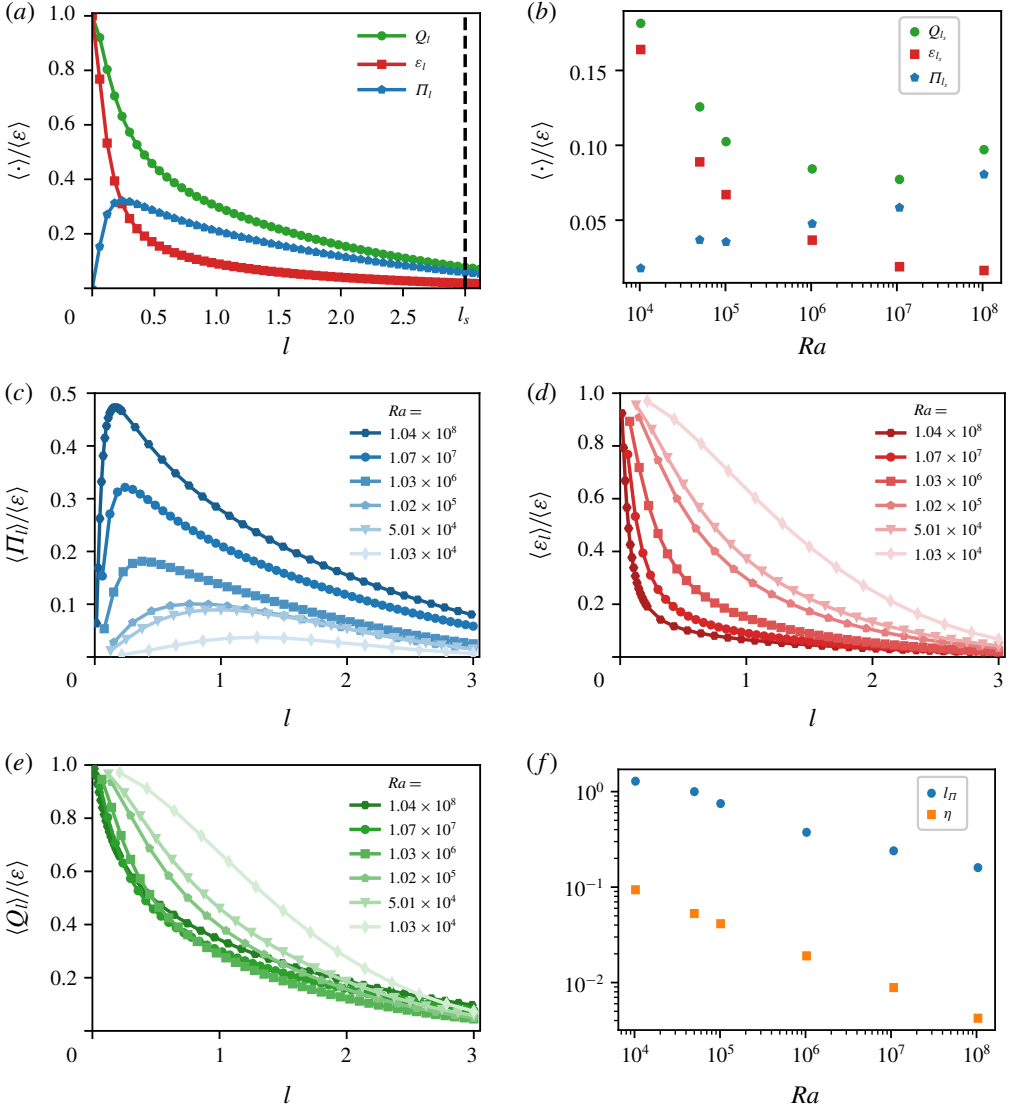 (a)
1.0
0.8
0.6
0.4
0.2
0
0.5
1.0
1.5
2.0
2.5
l_s
l
⟨·⟩/⟨ε⟩
Q_l
ε_l
Π_l
(b)
0.15
0.10
0.05
10^4
10^5
10^6
10^7
10^8
Ra
⟨·⟩/⟨ε⟩
Q_{l_s}
ε_{l_s}
Π_{l_s}
(c)
0.5
0.4
0.3
0.2
0.1
0
1
2
3
l
⟨Π_l⟩/⟨ε⟩
Ra =
1.04 × 10^8
1.07 × 10^7
1.03 × 10^6
1.02 × 10^5
5.01 × 10^4
1.03 × 10^4
(d)
1.0
0.8
0.6
0.4
0.2
0
1
2
3
l
⟨ε_l⟩/⟨ε⟩
Ra =
1.04 × 10^8
1.07 × 10^7
1.03 × 10^6
1.02 × 10^5
5.01 × 10^4
1.03 × 10^4
(e)
1.0
0.8
0.6
0.4
0.2
0
1
2
3
l
⟨Q_l⟩/⟨ε⟩
Ra =
1.04 × 10^8
1.07 × 10^7
1.03 × 10^6
1.02 × 10^5
5.01 × 10^4
1.03 × 10^4
(f)
10^0
10^{-1}
10^{-2}
10^4
10^5
10^6
10^7
10^8
Ra
l_Π
η